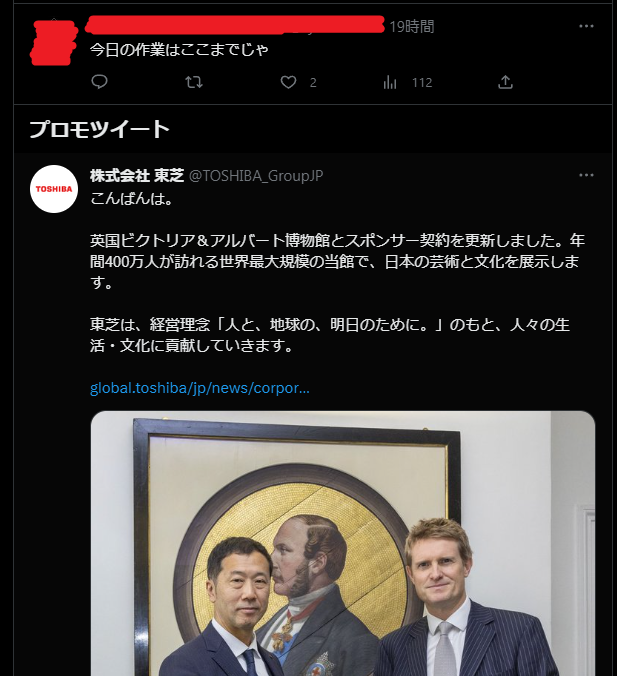 19時間
今日の作業はここまでじゃ
2
112
プロモツイート
TOSHIBA
株式会社 東芝 @TOSHIBA_GroupJP
こんばんは。
英国ビクトリア＆アルバート博物館とスポンサー契約を更新しました。年
間400万人が訪れる世界最大規模の当館で、日本の芸術と文化を展示しま
す。
東芝は、経営理念「人と、地球の、明日のために。」のもと、人々の生
活・文化に貢献していきます。
global.toshiba/jp/news/corpor...